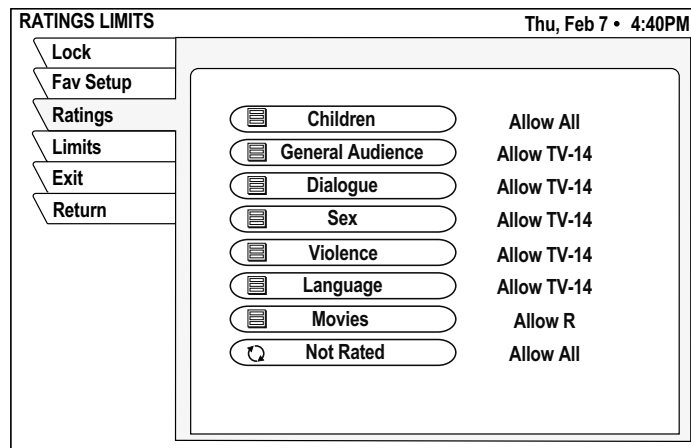 RATINGS LIMITS
Thu, Feb 7 • 4:40PM
Lock
Fav Setup
Ratings
Limits
Exit
Return
Children Allow All
General Audience Allow TV-14
Dialogue Allow TV-14
Sex Allow TV-14
Violence Allow TV-14
Language Allow TV-14
Movies Allow R
Not Rated Allow All